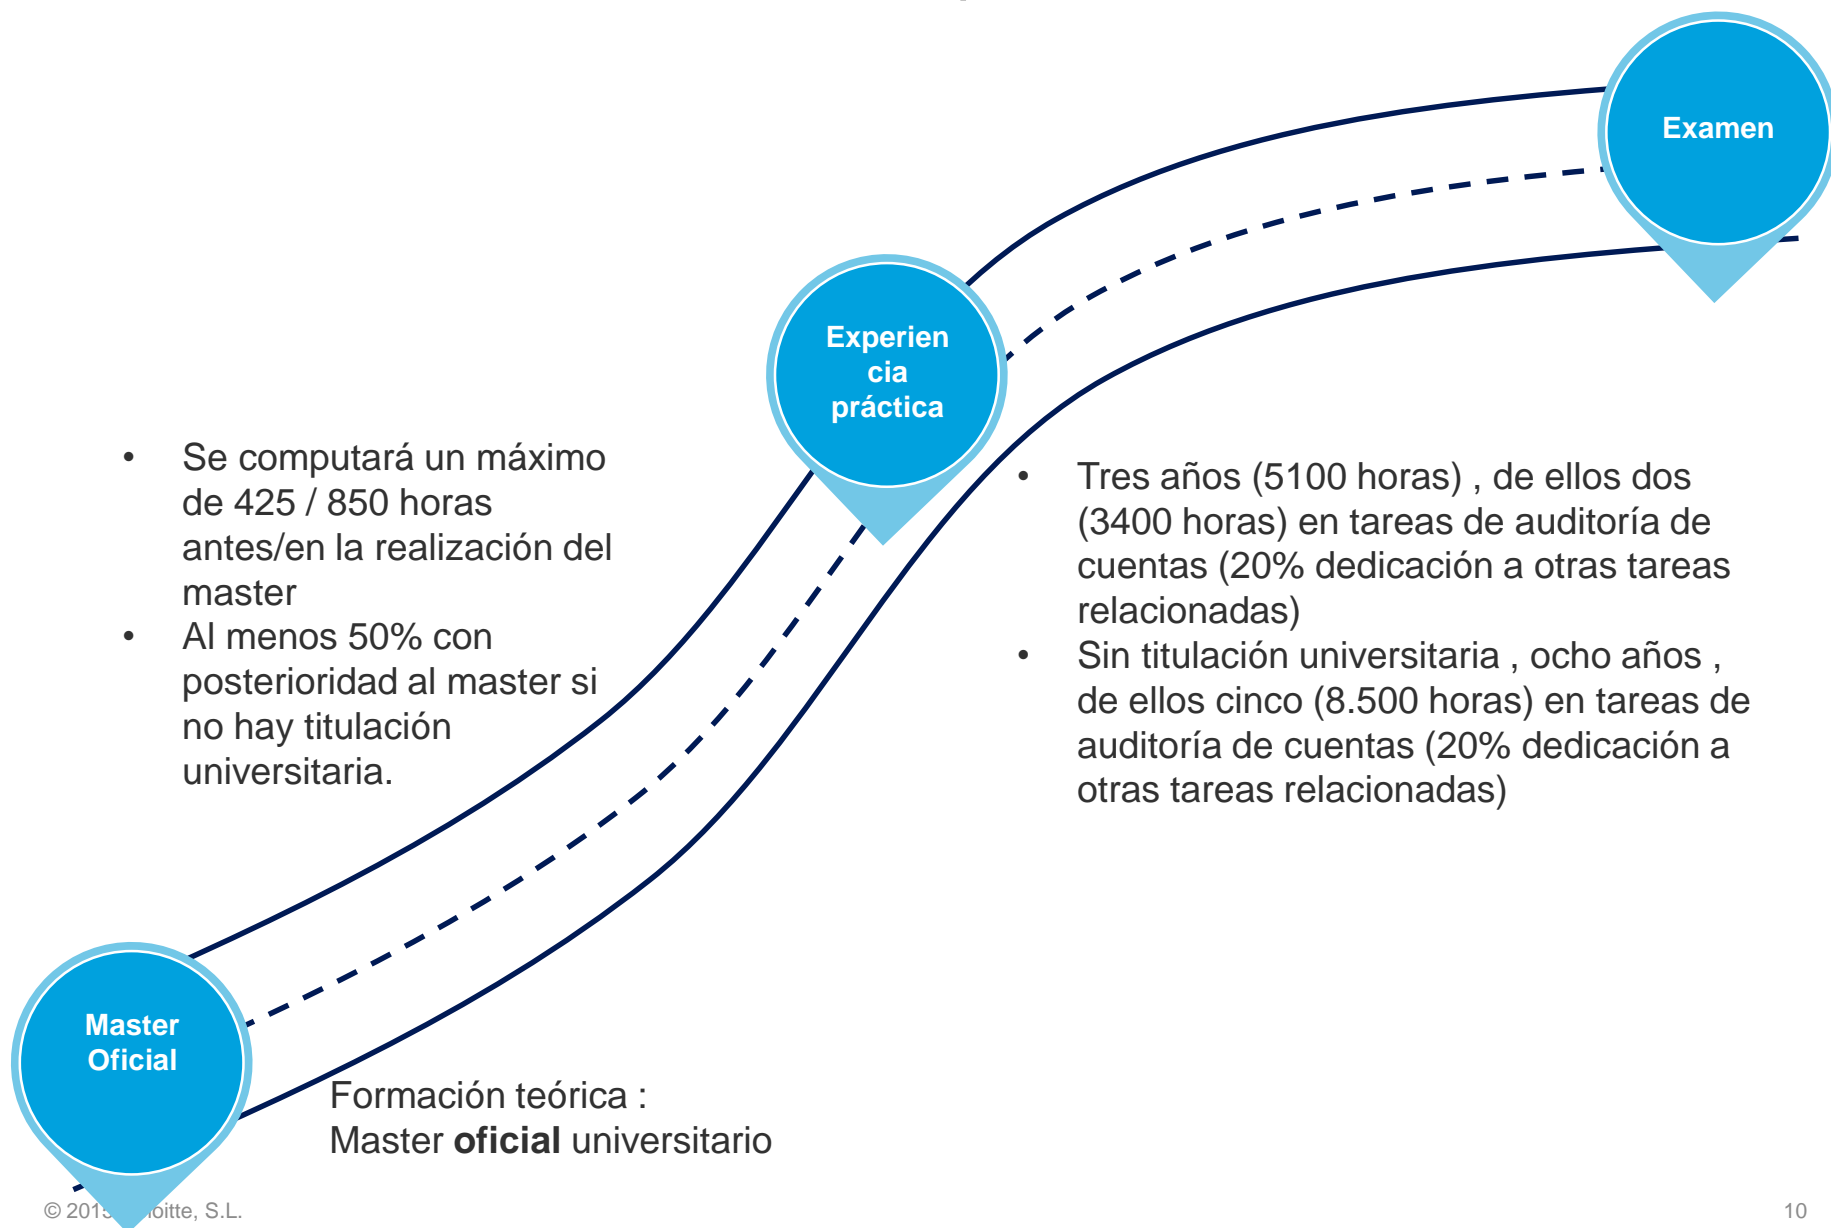 Examen
Experien
cia
práctica
• Se computará un máximo
de 425 / 850 horas
antes/en la realización del
master
• Al menos 50% con
posterioridad al master si
no hay titulación
universitaria.
• Tres años (5100 horas) , de ellos dos
(3400 horas) en tareas de auditoría de
cuentas (20% dedicación a otras tareas
relacionadas)
• Sin titulación universitaria , ocho años ,
de ellos cinco (8.500 horas) en tareas de
auditoría de cuentas (20% dedicación a
otras tareas relacionadas)
Master
Oficial
Formación teórica :
Master oficial universitario
© 2015 S.L.
10